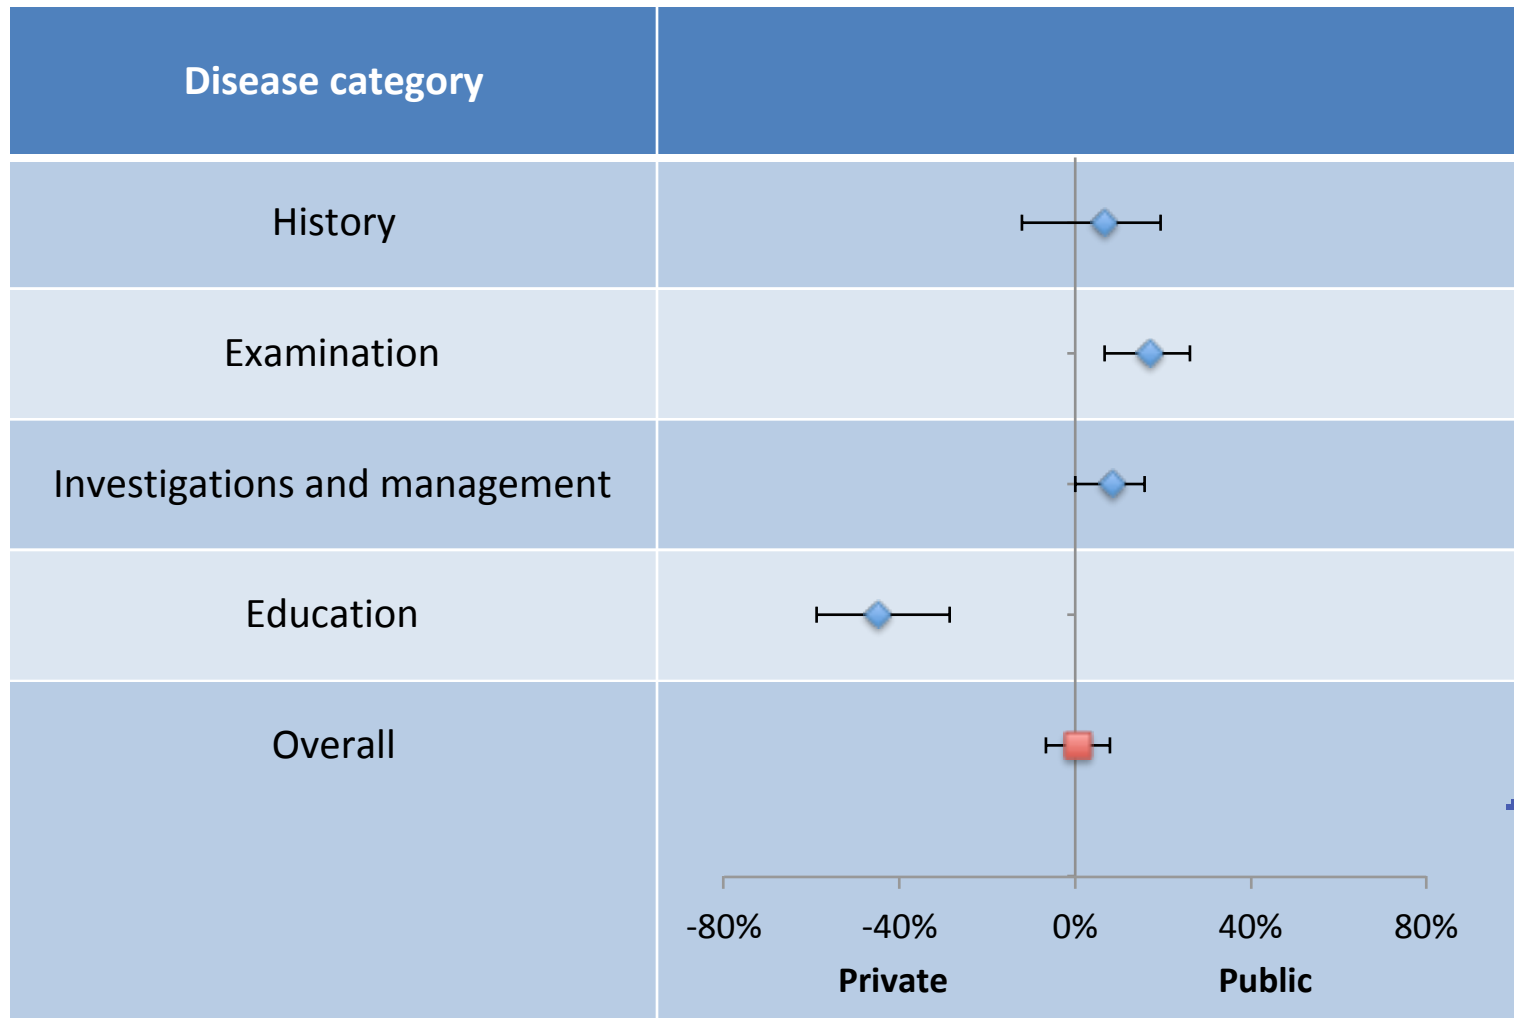 Disease category
History
Examination
Investigations and management
Education
Overall
-80% -40% 0% 40% 80%
Private Public